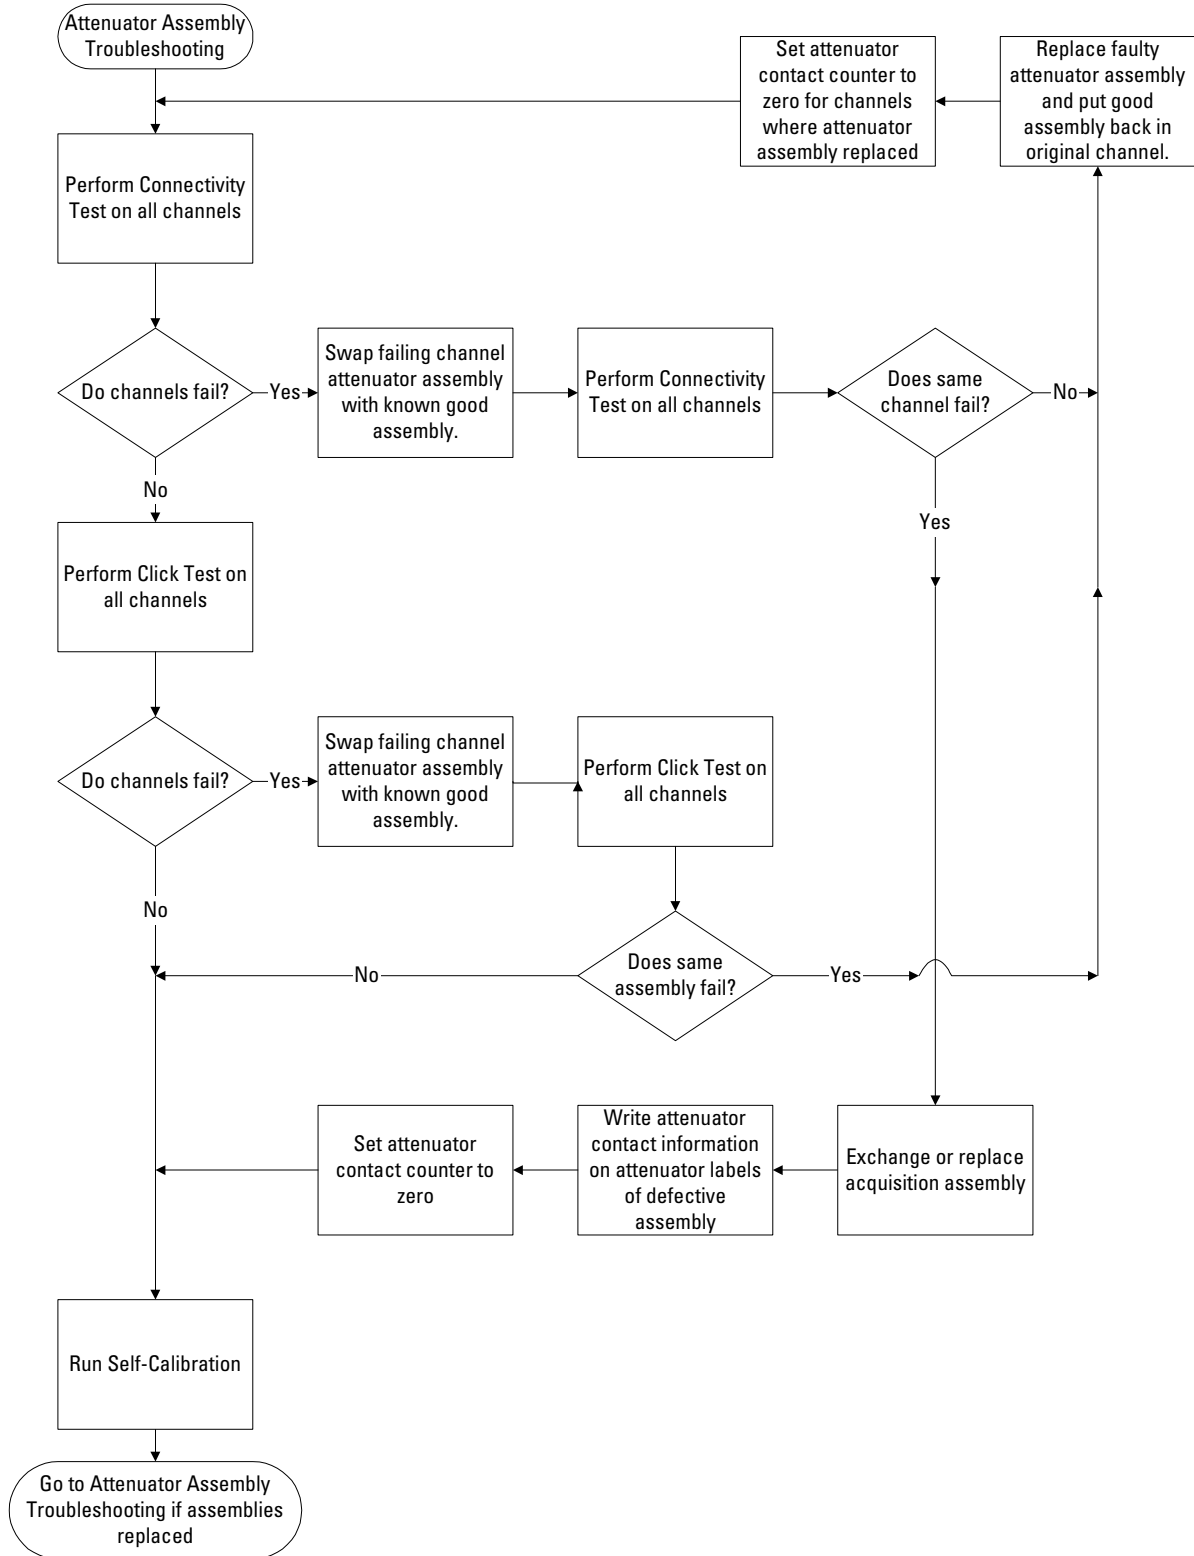 Attenuator Assembly
Troubleshooting
Set attenuator
contact counter to
zero for channels
where attenuator
assembly replaced
Replace faulty
attenuator assembly
and put good
assembly back in
original channel.
Perform Connectivity
Test on all channels
Do channels fail?
Yes
Swap failing channel
attenuator assembly
with known good
assembly.
Perform Connectivity
Test on all channels
Does same
channel fail?
No
No
Yes
Perform Click Test on
all channels
Do channels fail?
Yes
Swap failing channel
attenuator assembly
with known good
assembly.
Perform Click Test on
all channels
No
No
Does same
assembly fail?
Yes
Set attenuator
contact counter to
zero
Write attenuator
contact information
on attenuator labels
of defective
assembly
Exchange or replace
acquisition assembly
Run Self-Calibration
Go to Attenuator Assembly
Troubleshooting if assemblies
replaced